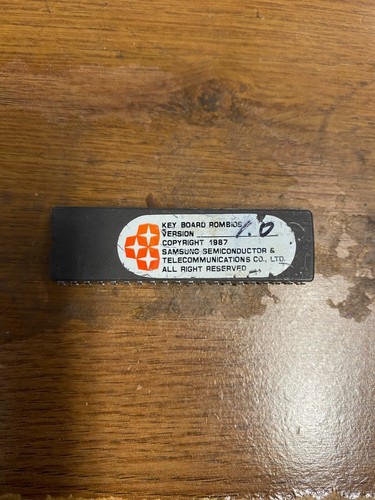 KEY BOARD ROMBIOS
VERSION 1.0
COPYRIGHT 1987
SAMSUNG SEMICONDUCTOR &
TELECOMMUNICATIONS CO., LTD.
ALL RIGHT RESERVED